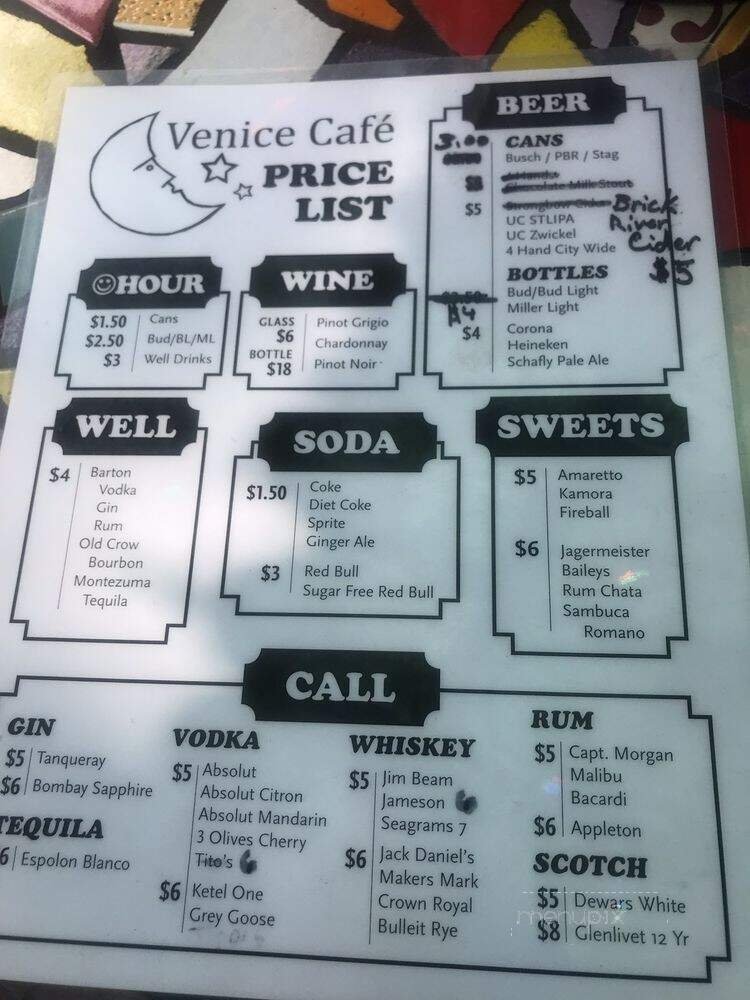 Venice Café
PRICE
LIST
BEER
3.00 CANS
Busch / PBR / Stag
$8
Chocolate Milk Stout
$5 Strongbow Cider Brick
UC STLIPA River
UC Zwickel Cider
4 Hand City Wide $5
BOTTLES
Bud/Bud Light
Miller Light
$4
$4 Corona
Heineken
Schafly Pale Ale
HOUR
$1.50 Cans
$2.50 Bud/BL/ML
$3 Well Drinks
WINE
GLASS Pinot Grigio
$6 Chardonnay
BOTTLE Pinot Noir
$18
WELL
$4 Barton
Vodka
Gin
Rum
Old Crow
Bourbon
Montezuma
Tequila
SODA
$1.50 Coke
Diet Coke
Sprite
Ginger Ale
$3 Red Bull
Sugar Free Red Bull
SWEETS
$5 Amaretto
Kamora
Fireball
$6 Jagermeister
Baileys
Rum Chata
Sambuca
Romano
CALL
GIN
$5 Tanqueray
$6 Bombay Sapphire
TEQUILA
6 Espolon Blanco
VODKA
$5 Absolut
Absolut Citron
Absolut Mandarin
3 Olives Cherry
Tito's 6
$6 Ketel One
Grey Goose
WHISKEY
$5 Jim Beam
Jameson 6
Seagrams 7
$6 Jack Daniel's
Makers Mark
Crown Royal
Bulleit Rye
RUM
$5 Capt. Morgan
Malibu
Bacardi
$6 Appleton
SCOTCH
$5 Dewars White
$8 Glenlivet 12 Yr
menupix